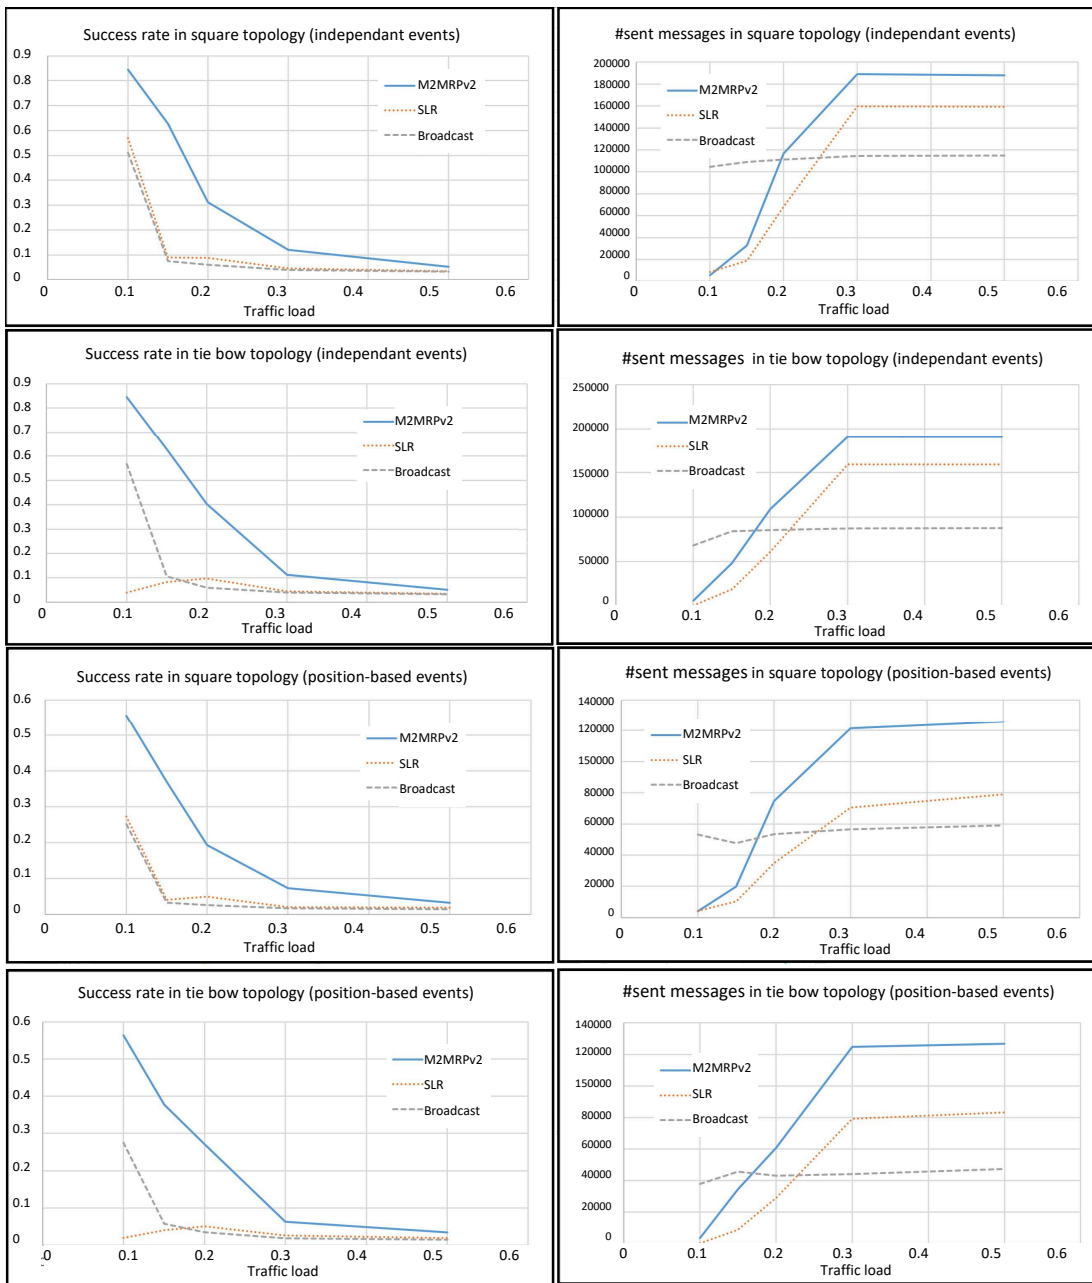 Success rate in square topology (independant events)
0.9
0.8
0.7
0.6
0.5
0.4
0.3
0.2
0.1
0
M2MRPv2
SLR
Broadcast
0 0.1 0.2 0.3 0.4 0.5 0.6
Traffic load
#sent messages in square topology (independant events)
200000
180000
160000
140000
120000
100000
80000
60000
40000
20000
0
M2MRPv2
SLR
Broadcast
0 0.1 0.2 0.3 0.4 0.5 0.6
Traffic load
Success rate in tie bow topology (independant events)
0.9
0.8
0.7
0.6
0.5
0.4
0.3
0.2
0.1
0
M2MRPv2
SLR
Broadcast
0 0.1 0.2 0.3 0.4 0.5 0.6
Traffic load
#sent messages in tie bow topology (independant events)
250000
200000
150000
100000
50000
0
M2MRPv2
SLR
Broadcast
0 0.1 0.2 0.3 0.4 0.5 0.6
Traffic load
Success rate in square topology (position-based events)
0.6
0.5
0.4
0.3
0.2
0.1
0
M2MRPv2
SLR
Broadcast
0 0.1 0.2 0.3 0.4 0.5 0.6
Traffic load
#sent messages in square topology (position-based events)
140000
120000
150000
80000
60000
40000
20000
0
M2MRPv2
SLR
Broadcast
0 0.1 0.2 0.3 0.4 0.5 0.6
Traffic load
Success rate in tie bow topology (position-based events)
0.6
0.5
0.4
0.3
0.2
0.1
0
M2MRPv2
SLR
Broadcast
0 0.1 0.2 0.3 0.4 0.5 0.6
Traffic load
#sent messages in tie bow topology (position-based events)
140000
120000
150000
80000
60000
40000
20000
0
M2MRPv2
SLR
Broadcast
0 0.1 0.2 0.3 0.4 0.5 0.6
Traffic load